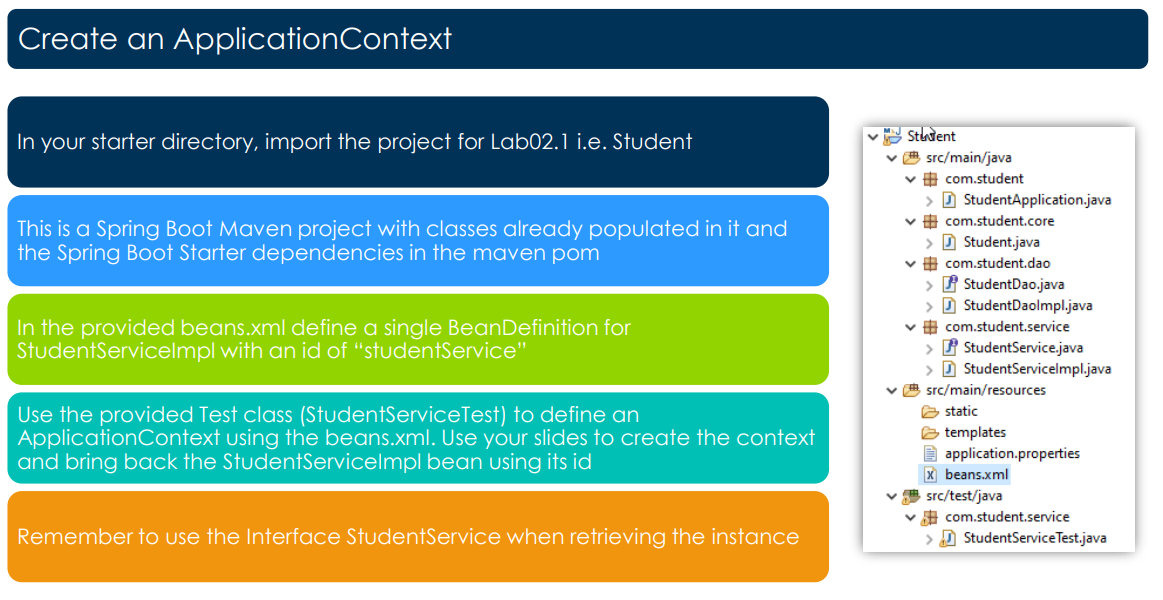 Create an ApplicationContext
In your starter directory, import the project for Lab02.1 i.e. Student
This is a Spring Boot Maven project with classes already populated in it and
the Spring Boot Starter dependencies in the maven pom
In the provided beans.xml define a single BeanDefinition for
StudentServiceImpl with an id of “studentService”
Use the provided Test class (StudentServiceTest) to define an
ApplicationContext using the beans.xml. Use your slides to create the context
and bring back the StudentServiceImpl bean using its id
Remember to use the Interface StudentService when retrieving the instance
Student
src/main/java
com.student
StudentApplication.java
com.student.core
Student.java
com.student.dao
StudentDao.java
StudentDaoImpl.java
com.student.service
StudentService.java
StudentServiceImpl.java
src/main/resources
static
templates
application.properties
beans.xml
src/test/java
com.student.service
StudentServiceTest.java